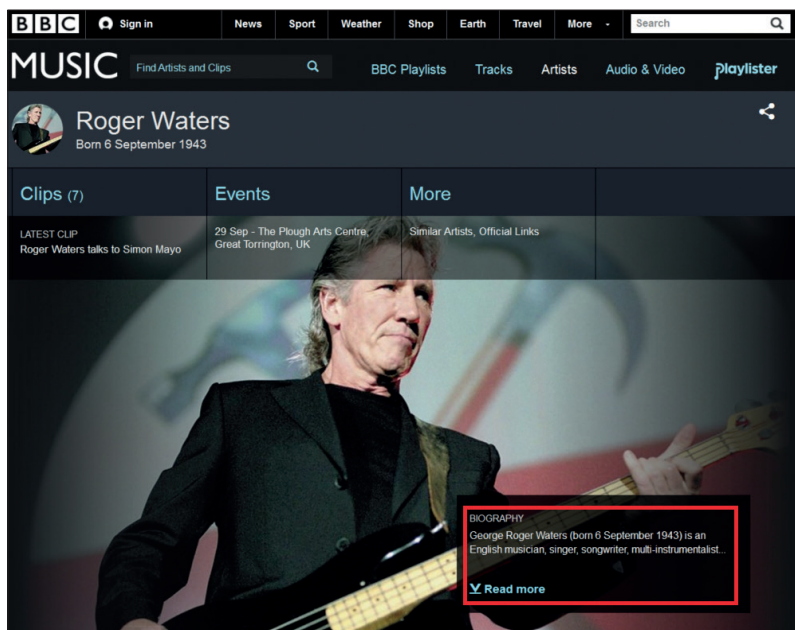 BBC Sign in News Sport Weather Shop Earth Travel More Search
MUSIC Find Artists and Clips BBC Playlists Tracks Artists Audio & Video playlister
Roger Waters
Born 6 September 1943
Clips (7) Events More
LATEST CLIP
Roger Waters talks to Simon Mayo
29 Sep - The Plough Arts Centre,
Great Torrington, UK
Similar Artists, Official Links
BIOGRAPHY
George Roger Waters (born 6 September 1943) is an
English musician, singer, songwriter, multi-instrumentalist...
Read more